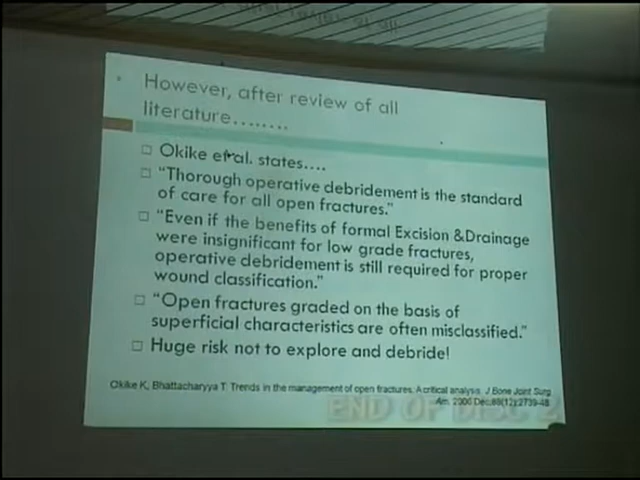 However, after review of all
literature........
Okike et al. states....
"Thorough operative debridement is the standard
of care for all open fractures."
"Even if the benefits of formal Excision &Drainage
were insignificant for low grade fractures,
operative debridement is still required for proper
wound classification."
"Open fractures graded on the basis of
superficial characteristics are often misclassified."
Huge risk not to explore and debride!
Okike K, Bhattacharyya T: Trends in the management of open fractures. A critical analysis. J Bone Joint Surg
Am. 2006 Dec;88(12):2739-48
END OF DISC 2